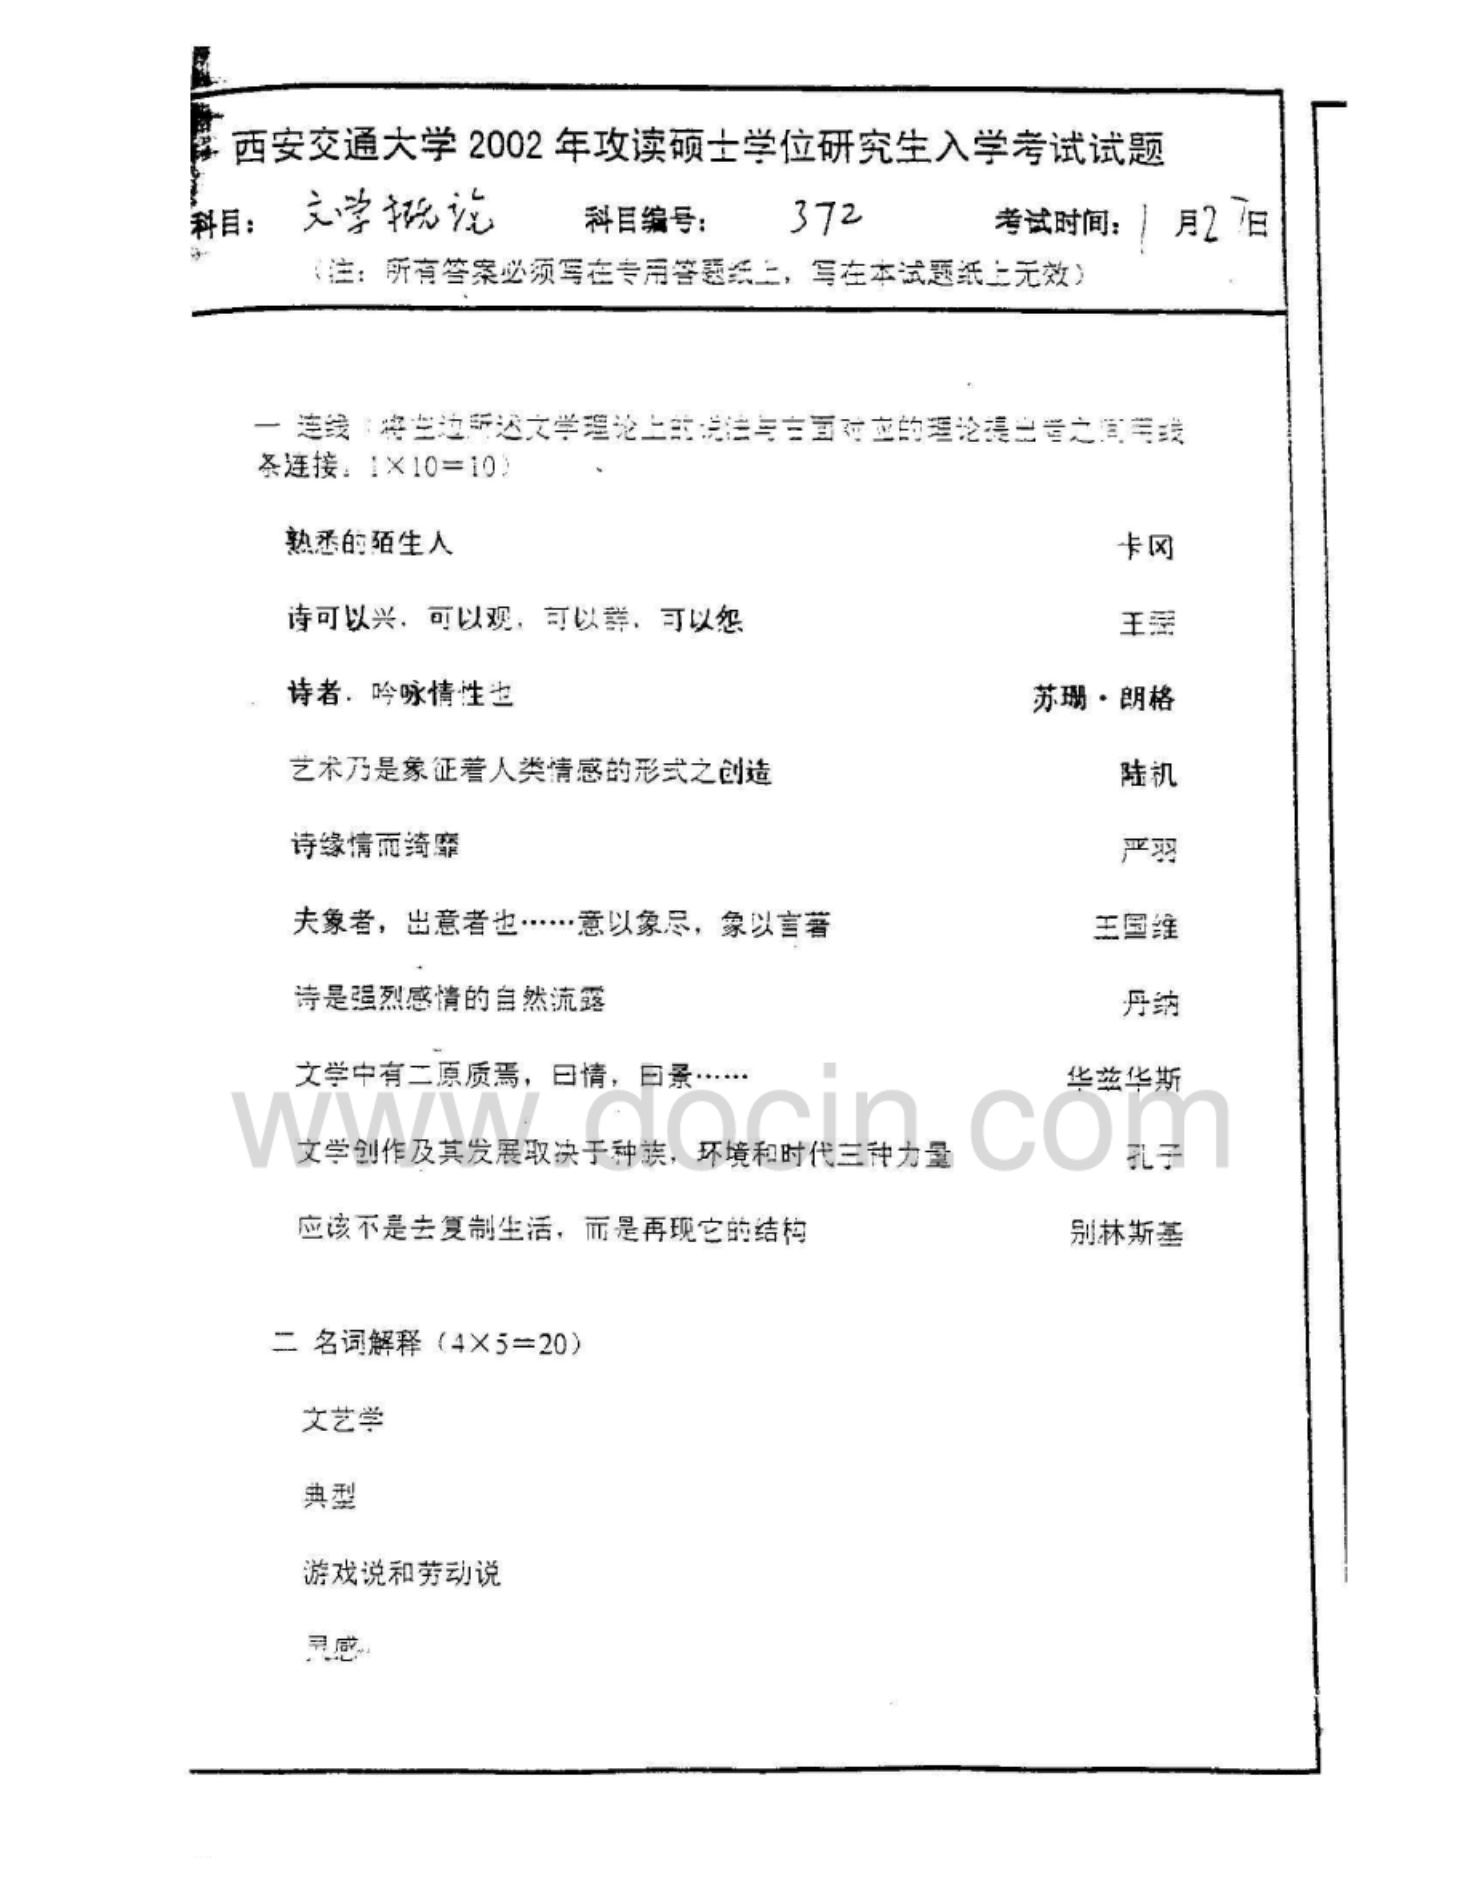 西安交通大学 2002 年攻读硕士学位研究生入学考试试题
科目: 文学概论 科目编号: 372 考试时间: 1 月 27 日
(注: 所有答案必须写在专用答题纸上, 写在本试题纸上无效)
一 连线(将左边所述文学理论上的说法与右面对应的理论提出者之间用线
条连接。1×10=10)
熟悉的陌生人 卡冈
诗可以兴, 可以观, 可以群, 可以怨 王弼
诗者, 吟咏情性也 苏珊·朗格
艺术乃是象征着人类情感的形式之创造 陆机
诗缘情而绮靡 严羽
夫象者, 出意者也……意以象尽, 象以言著 王国维
诗是强烈感情的自然流露 丹纳
文学中有二原质焉, 曰情, 曰景…… 华兹华斯
文学创作及其发展取决于种族, 环境和时代三种力量 孔子
应该不是去复制生活, 而是再现它的结构 别林斯基
www.docin.com
二 名词解释(4×5=20)
文艺学
典型
游戏说和劳动说
灵感